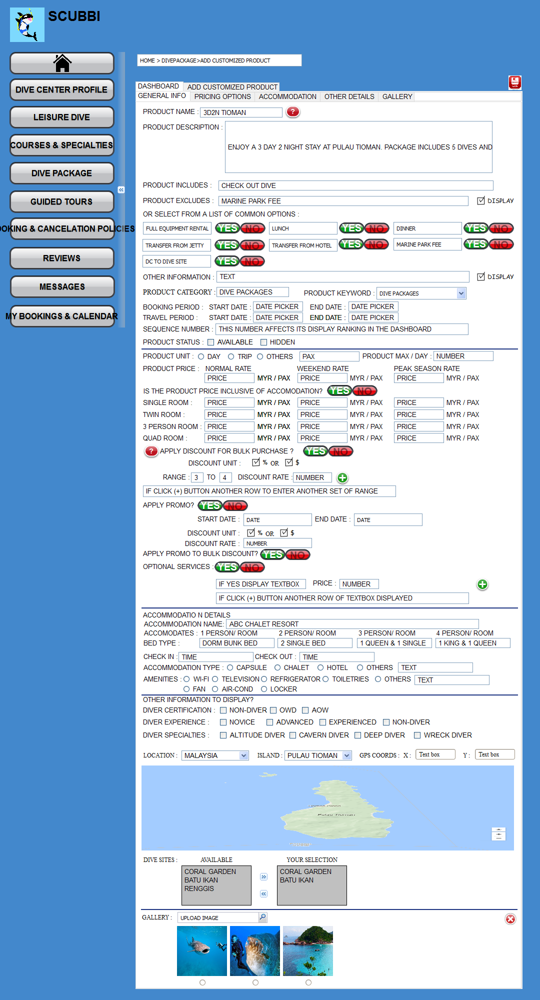 SCUBBI
HOME > DIVEPACKAGE>ADD CUSTOMIZED PRODUCT
DIVE CENTER PROFILE
LEISURE DIVE
COURSES & SPECIALTIES
DIVE PACKAGE
GUIDED TOURS
OOKING & CANCELATION POLICIES
REVIEWS
MESSAGES
MY BOOKINGS & CALENDAR
DASHBOARD ADD CUSTOMIZED PRODUCT
SAVE
GENERAL INFO PRICING OPTIONS ACCOMMODATION OTHER DETAILS GALLERY
PRODUCT NAME : 3D2N TIOMAN ?
PRODUCT DESCRIPTION :
ENJOY A 3 DAY 2 NIGHT STAY AT PULAU TIOMAN. PACKAGE INCLUDES 5 DIVES AND
PRODUCT INCLUDES : CHECK OUT DIVE
PRODUCT EXCLUDES : MARINE PARK FEE DISPLAY
OR SELECT FROM A LIST OF COMMON OPTIONS :
FULL EQUIPMENT RENTAL YES NO LUNCH YES NO DINNER YES NO
TRANSFER FROM JETTY YES NO TRANSFER FROM HOTEL YES NO MARINE PARK FEE YES NO
DC TO DIVE SITE YES NO
OTHER INFORMATION : TEXT DISPLAY
PRODUCT CATEGORY : DIVE PACKAGES PRODUCT KEYWORD : DIVE PACKAGES
BOOKING PERIOD : START DATE : DATE PICKER END DATE : DATE PICKER
TRAVEL PERIOD : START DATE : DATE PICKER END DATE : DATE PICKER
SEQUENCE NUMBER : THIS NUMBER AFFECTS ITS DISPLAY RANKING IN THE DASHBOARD
PRODUCT STATUS : AVAILABLE HIDDEN
PRODUCT UNIT : DAY TRIP OTHERS PAX PRODUCT MAX / DAY : NUMBER
PRODUCT PRICE : NORMAL RATE WEEKEND RATE PEAK SEASON RATE
PRICE MYR / PAX PRICE MYR / PAX PRICE MYR / PAX
IS THE PRODUCT PRICE INCLUSIVE OF ACCOMODATION? YES NO
SINGLE ROOM : PRICE MYR / PAX PRICE MYR / PAX PRICE MYR / PAX
TWIN ROOM : PRICE MYR / PAX PRICE MYR / PAX PRICE MYR / PAX
3 PERSON ROOM : PRICE MYR / PAX PRICE MYR / PAX PRICE MYR / PAX
QUAD ROOM : PRICE MYR / PAX PRICE MYR / PAX PRICE MYR / PAX
? APPLY DISCOUNT FOR BULK PURCHASE ? YES NO
DISCOUNT UNIT : % OR $
RANGE : 3 TO 4 DISCOUNT RATE : NUMBER
IF CLICK (+) BUTTON ANOTHER ROW TO ENTER ANOTHER SET OF RANGE
APPLY PROMO? YES NO
START DATE : DATE END DATE : DATE
DISCOUNT UNIT : % OR $
DISCOUNT RATE : NUMBER
APPLY PROMO TO BULK DISCOUNT? YES NO
OPTIONAL SERVICES : YES NO
IF YES DISPLAY TEXTBOX PRICE : NUMBER
IF CLICK (+) BUTTON ANOTHER ROW OF TEXTBOX DISPLAYED
ACCOMMODATIO N DETAILS
ACCOMMODATION NAME: ABC CHALET RESORT
ACCOMODATES : 1 PERSON/ ROOM 2 PERSON/ ROOM 3 PERSON/ ROOM 4 PERSON/ ROOM
BED TYPE : DORM BUNK BED 2 SINGLE BED 1 QUEEN & 1 SINGLE 1 KING & 1 QUEEN
CHECK IN : TIME CHECK OUT : TIME
ACCOMMODATION TYPE : CAPSULE CHALET HOTEL OTHERS TEXT
AMENITIES : WI-FI TELEVISION REFRIGERATOR TOILETRIES OTHERS TEXT
FAN AIR-COND LOCKER
OTHER INFORMATION TO DISPLAY?
DIVER CERTIFICATION : NON-DIVER OWD AOW
DIVER EXPERIENCE : NOVICE ADVANCED EXPERIENCED NON-DIVER
DIVER SPECIALTIES : ALTITUDE DIVER CAVERN DIVER DEEP DIVER WRECK DIVER
LOCATION : MALAYSIA ISLAND : PULAU TIOMAN GPS COORDS : X : Text box Y : Text box
Pulau Tioman
DIVE SITES : AVAILABLE YOUR SELECTION
CORAL GARDEN CORAL GARDEN
BATU IKAN BATU IKAN
RENGGIS
GALLERY : UPLOAD IMAGE